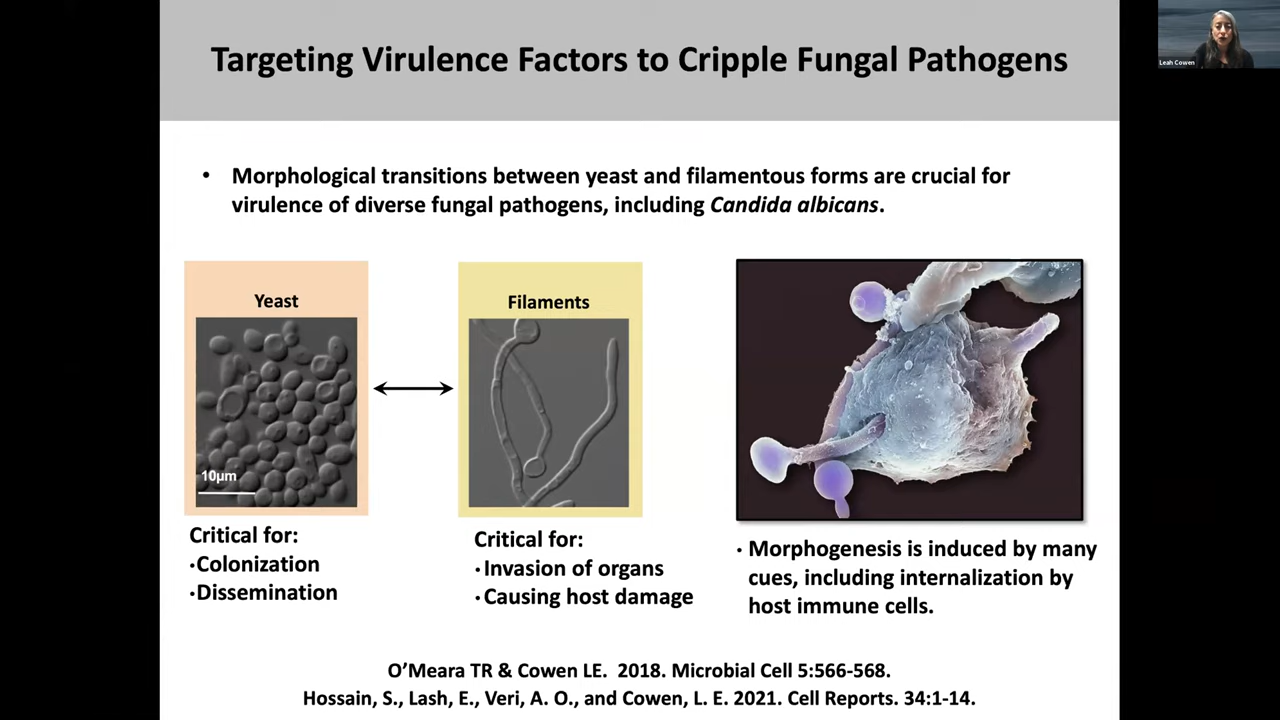 Targeting Virulence Factors to Cripple Fungal Pathogens
Leah Cowen
• Morphological transitions between yeast and filamentous forms are crucial for
virulence of diverse fungal pathogens, including Candida albicans.
Yeast
10µm
Critical for:
·Colonization
·Dissemination
Filaments
Critical for:
·Invasion of organs
·Causing host damage
· Morphogenesis is induced by many
cues, including internalization by
host immune cells.
O’Meara TR & Cowen LE.  2018. Microbial Cell 5:566-568.
Hossain, S., Lash, E., Veri, A. O., and Cowen, L. E. 2021. Cell Reports. 34:1-14.